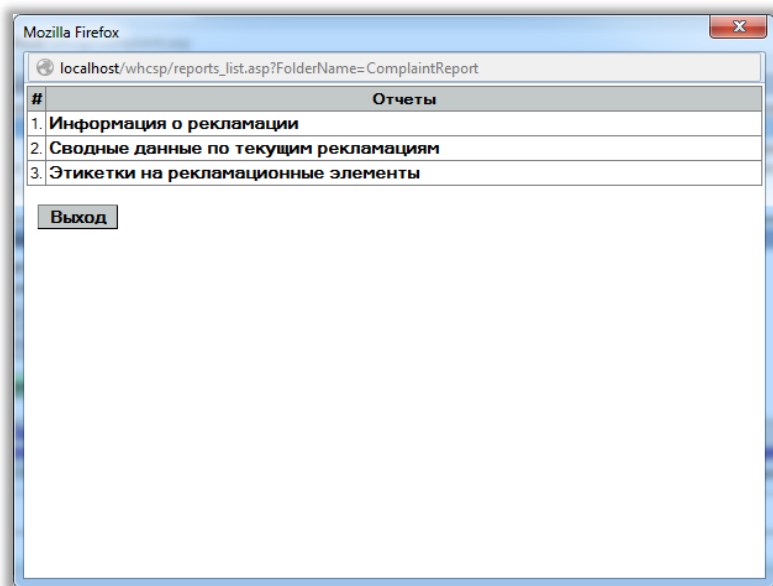 Mozilla Firefox
localhost/whcsp/reports_list.asp?FolderName=ComplaintReport
# Отчеты
1. Информация о рекламации
2. Сводные данные по текущим рекламациям
3. Этикетки на рекламационные элементы
Выход